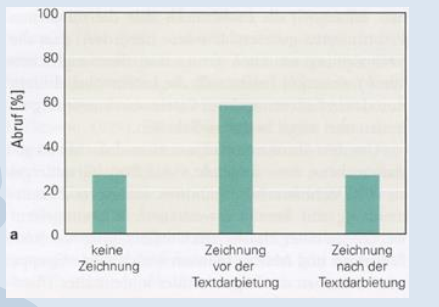 100
80
60
40
20
0
Abruf [%]
a
keine
Zeichnung
Zeichnung
vor der
Textdarbietung
Zeichnung
nach der
Textdarbietung